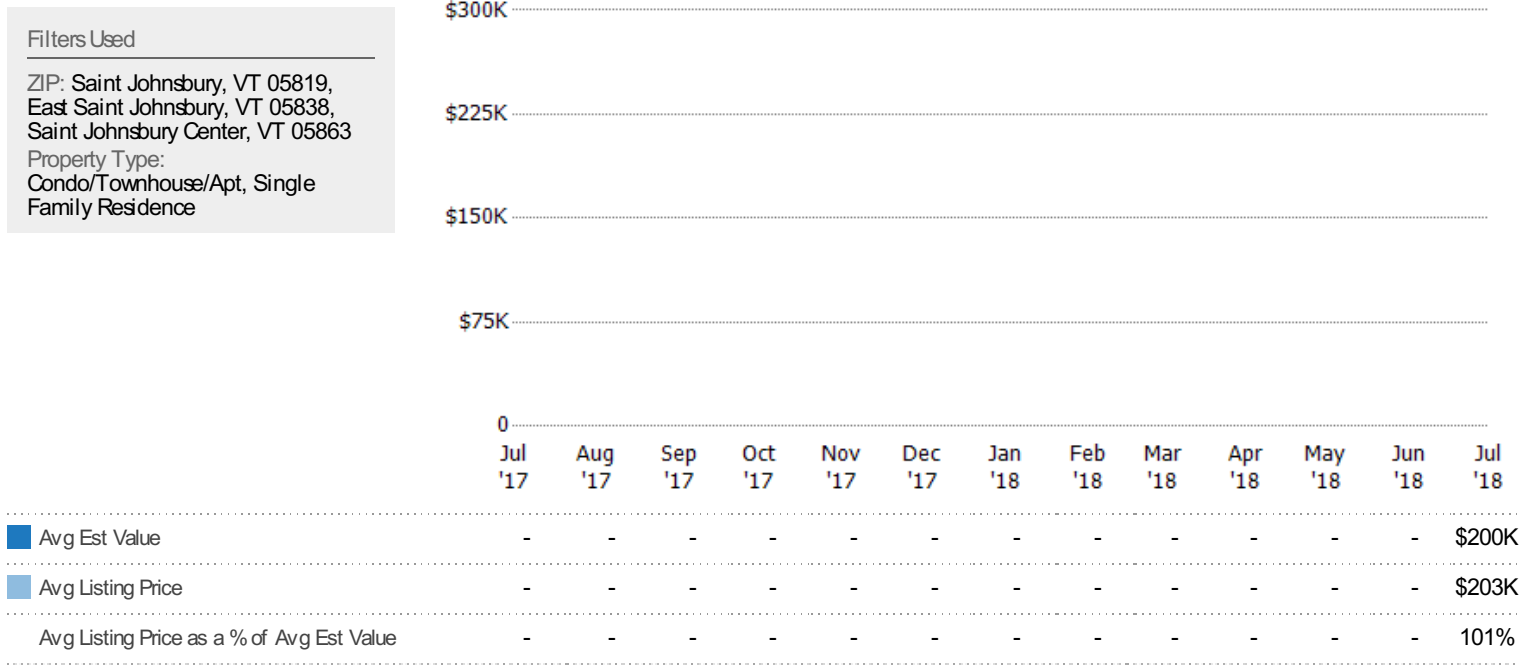 Filters Used
ZIP: Saint Johnsbury, VT 05819,
East Saint Johnsbury, VT 05838,
Saint Johnsbury Center, VT 05863
Property Type:
Condo/Townhouse/Apt, Single
Family Residence
$300K
$225K
$150K
$75K
0
Jul Aug Sep Oct Nov Dec Jan Feb Mar Apr May Jun Jul
'17 '17 '17 '17 '17 '17 '18 '18 '18 '18 '18 '18 '18
Avg Est Value - - - - - - - - - - - - $200K
Avg Listing Price - - - - - - - - - - - - $203K
Avg Listing Price as a % of Avg Est Value - - - - - - - - - - - - 101%